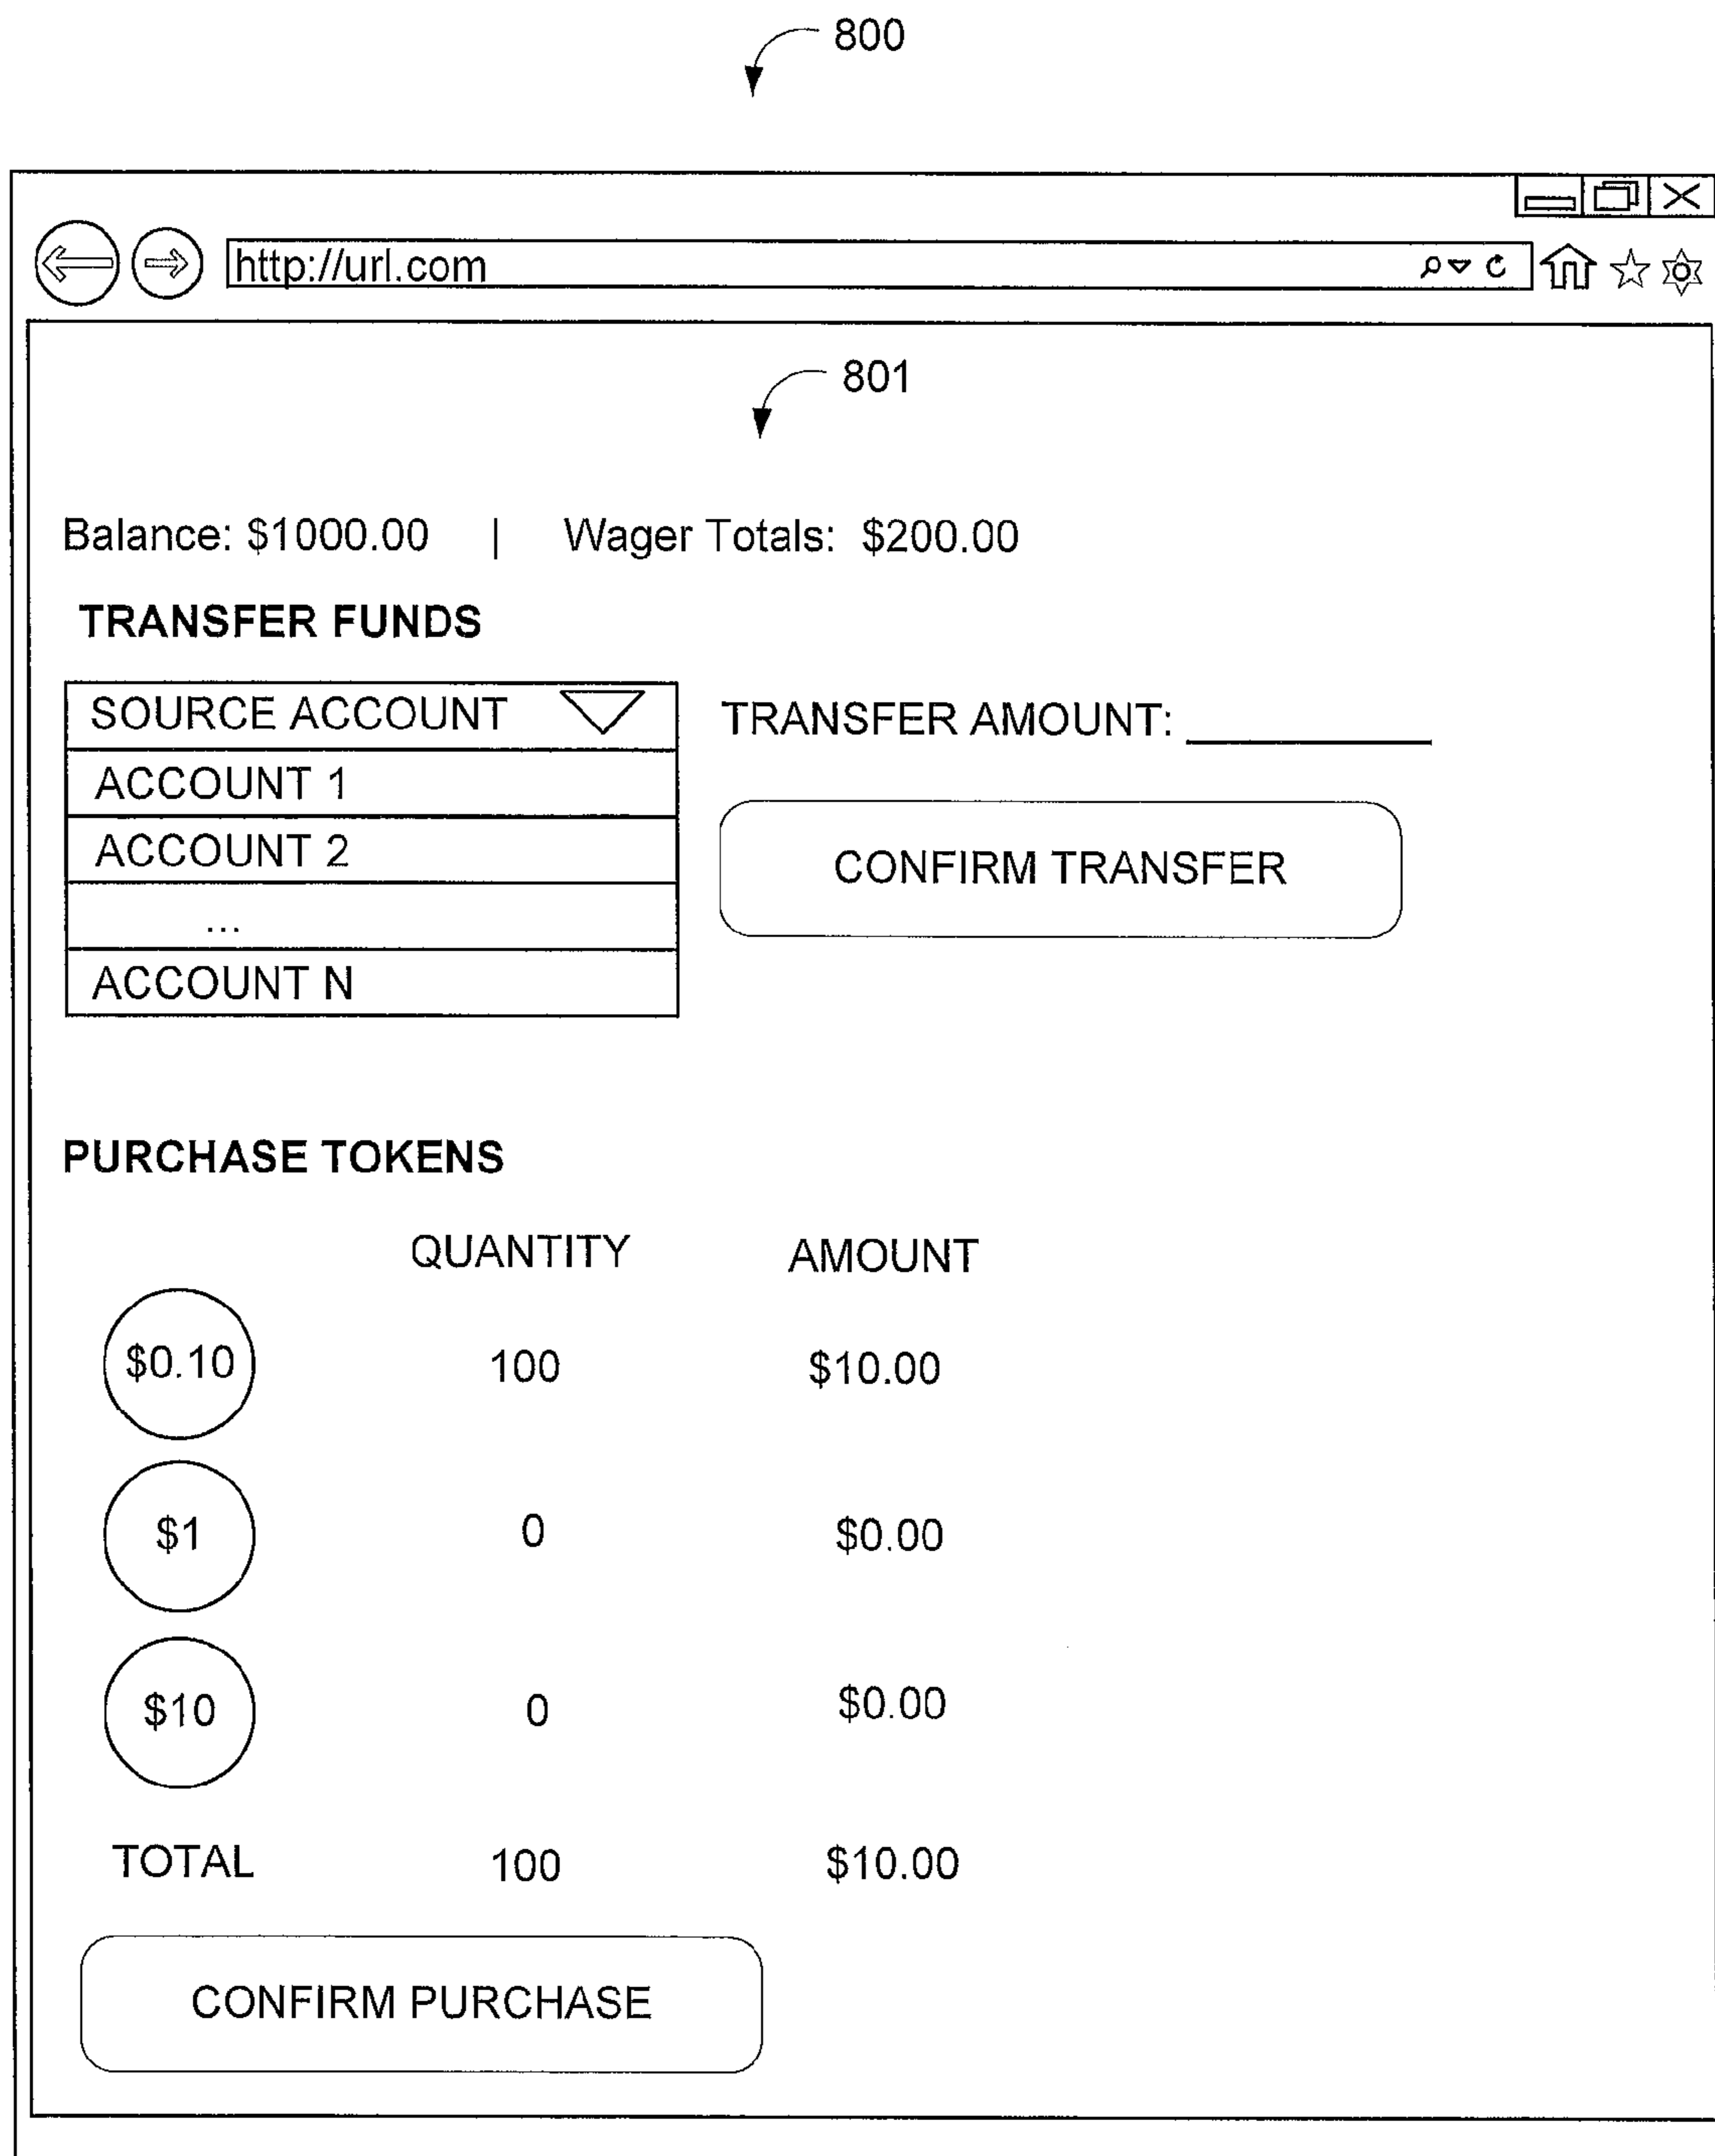 800
http://url.com
801
Balance: $1000.00 | Wager Totals: $200.00
TRANSFER FUNDS
SOURCE ACCOUNT
TRANSFER AMOUNT:
ACCOUNT 1
ACCOUNT 2
CONFIRM TRANSFER
...
ACCOUNT N
PURCHASE TOKENS
QUANTITY AMOUNT
$0.10 100 $10.00
$1 0 $0.00
$10 0 $0.00
TOTAL 100 $10.00
CONFIRM PURCHASE